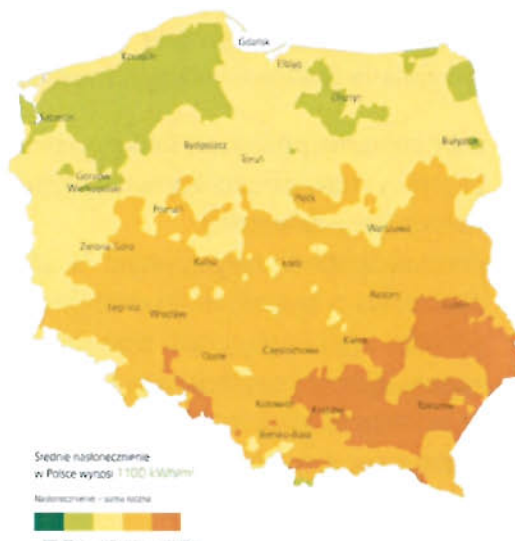 Gdańsk
Koszalin
Elbląg
Olsztyn
Szczecin
Białystok
Bydgoszcz
Toruń
Gorzów
Wielkopolski
Poznań
Płock
Warszawa
Zielona Góra
Kalisz
Łódź
Radom
Lublin
Legnica
Wrocław
Kielce
Opole
Częstochowa
Katowice
Kraków
Rzeszów
Bielsko-Biała
Średnie nasłonecznienie
w Polsce wynosi 1100 kWh/m²
Nasłonecznienie – suma roczna